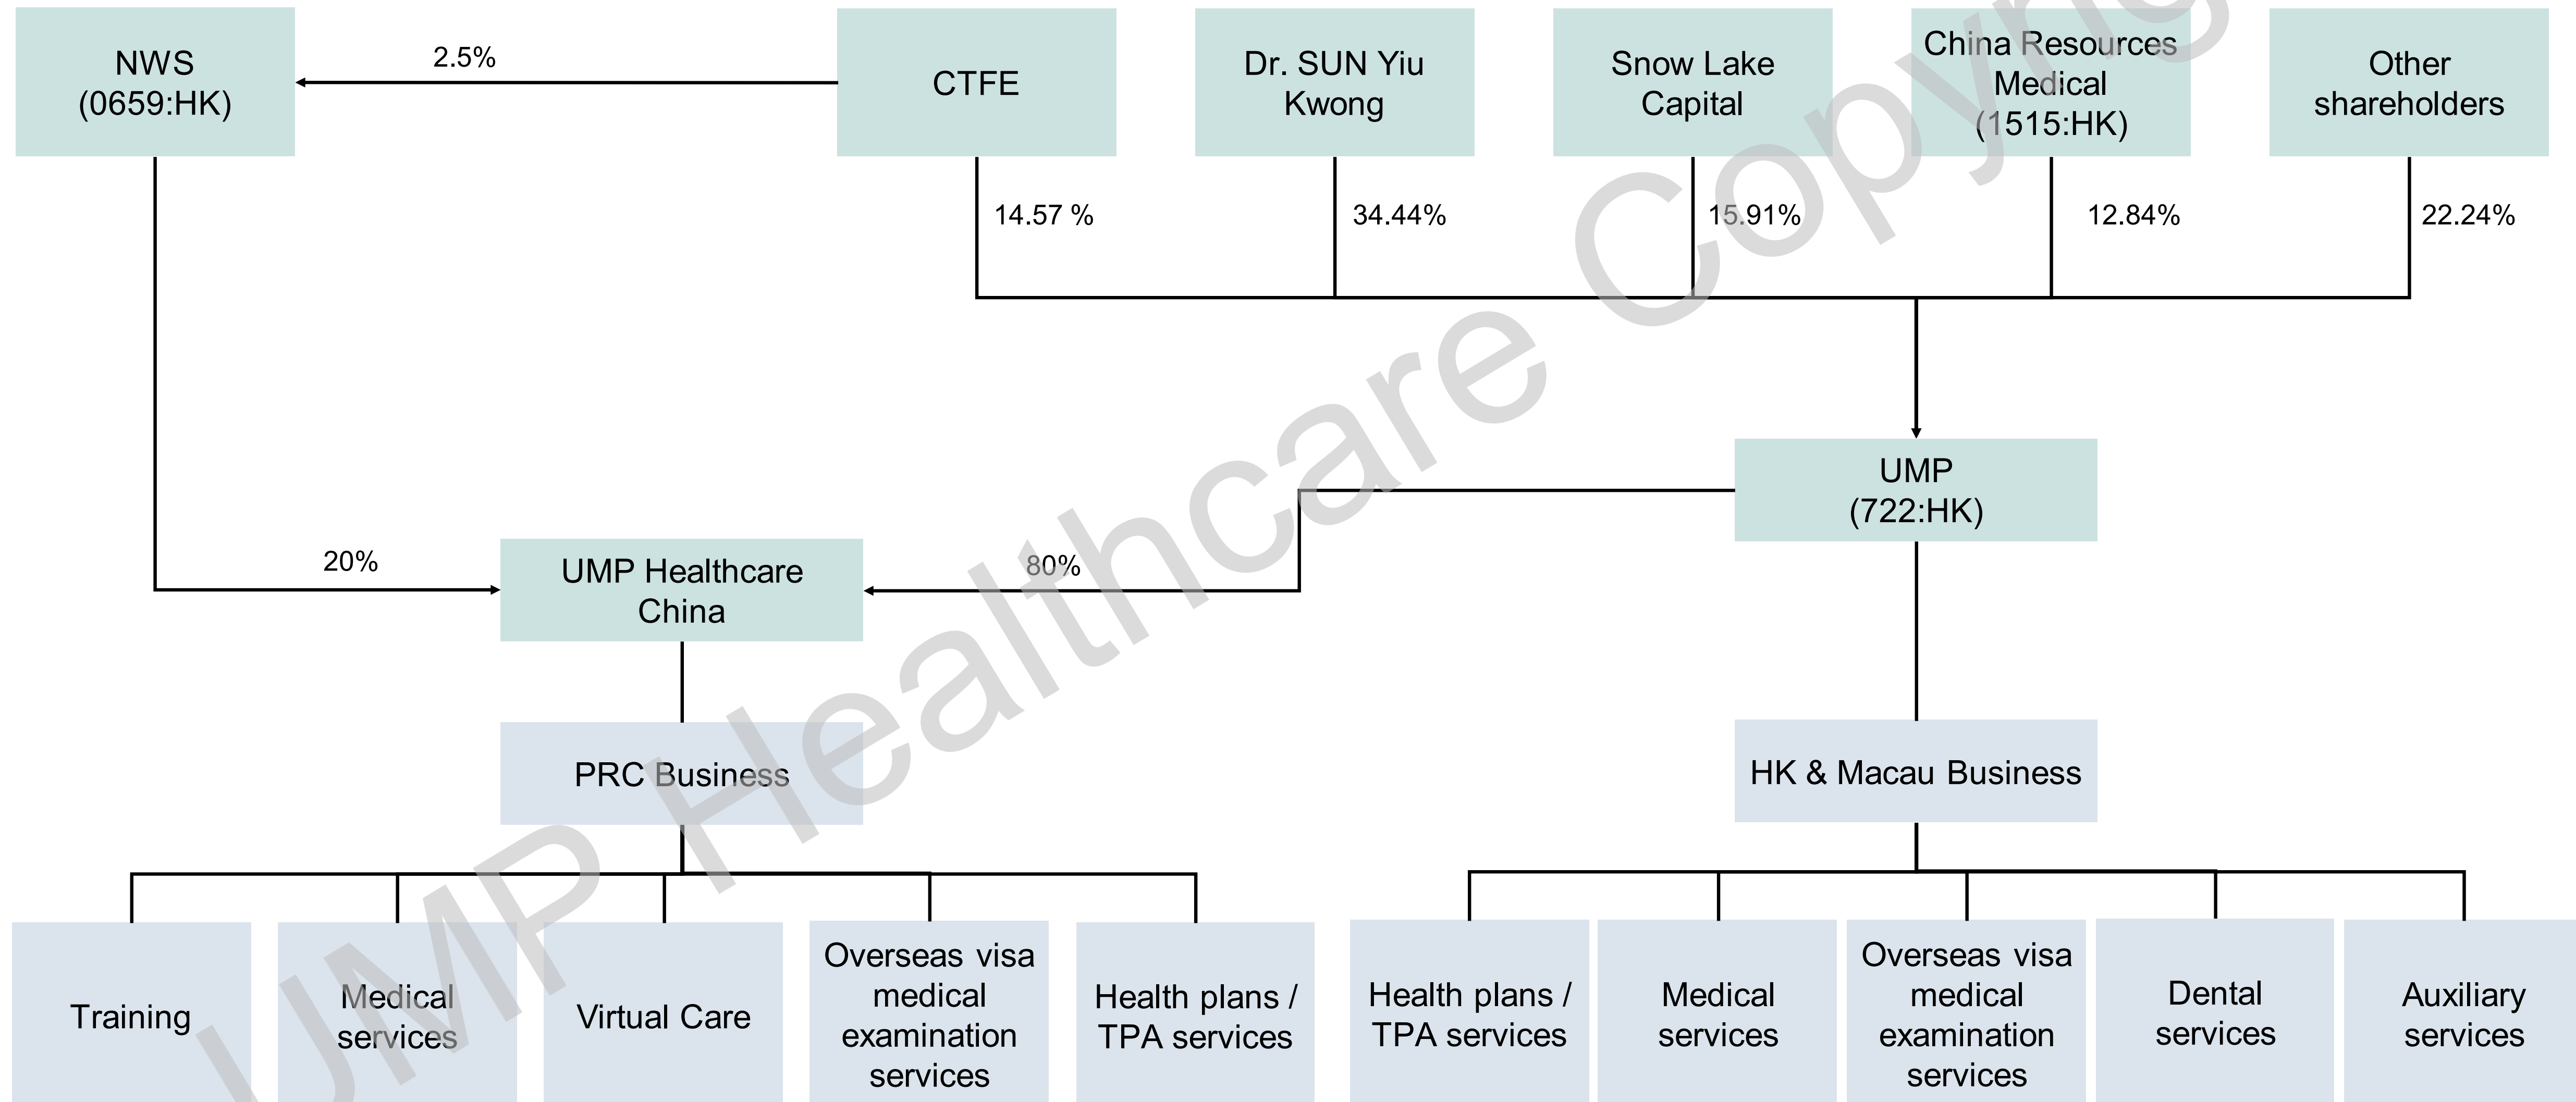 NWS
(0659:HK)
2.5%
CTFE
Dr. SUN Yiu
Kwong
Snow Lake
Capital
China Resources
Medical
(1515:HK)
Other
shareholders
14.57 %
34.44%
15.91%
12.84%
22.24%
UMP
(722:HK)
20%
UMP Healthcare
China
80%
PRC Business
HK & Macau Business
Training
Medical
services
Virtual Care
Overseas visa
medical
examination
services
Health plans /
TPA services
Health plans /
TPA services
Medical
services
Overseas visa
medical
examination
services
Dental
services
Auxiliary
services
UMP Healthcare